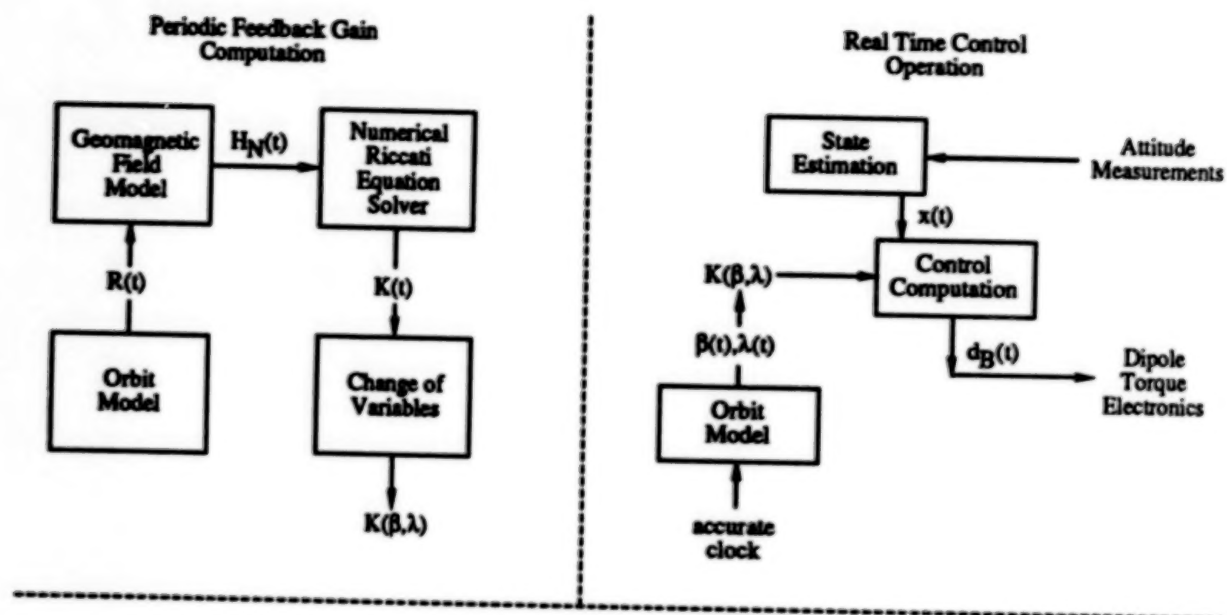 Periodic Feedback Gain
Computation
Geomagnetic
Field
Model
H_N(t)
Numerical
Riccati
Equation
Solver
R(t)
K(t)
Orbit
Model
Change of
Variables
K(β,λ)
Real Time Control
Operation
State
Estimation
Attitude
Measurements
x(t)
K(β,λ)
Control
Computation
β(t),λ(t)
d_B(t)
Dipole
Torque
Electronics
Orbit
Model
accurate
clock